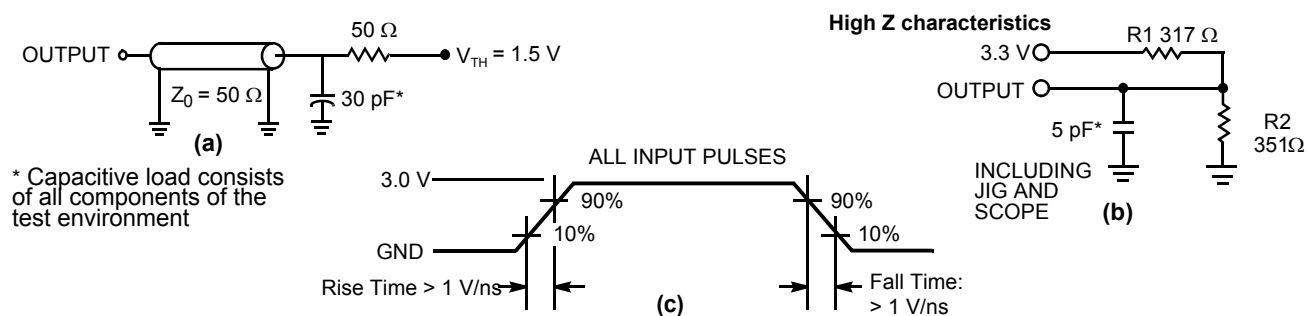 OUTPUT
50 Ω
V_TH = 1.5 V
Z_0 = 50 Ω
30 pF*
(a)
* Capacitive load consists
of all components of the
test environment
High Z characteristics
3.3 V
R1 317 Ω
OUTPUT
5 pF*
R2
351Ω
INCLUDING
JIG AND
SCOPE
(b)
ALL INPUT PULSES
3.0 V
90%
10%
GND
90%
10%
Rise Time > 1 V/ns
Fall Time:
> 1 V/ns
(c)